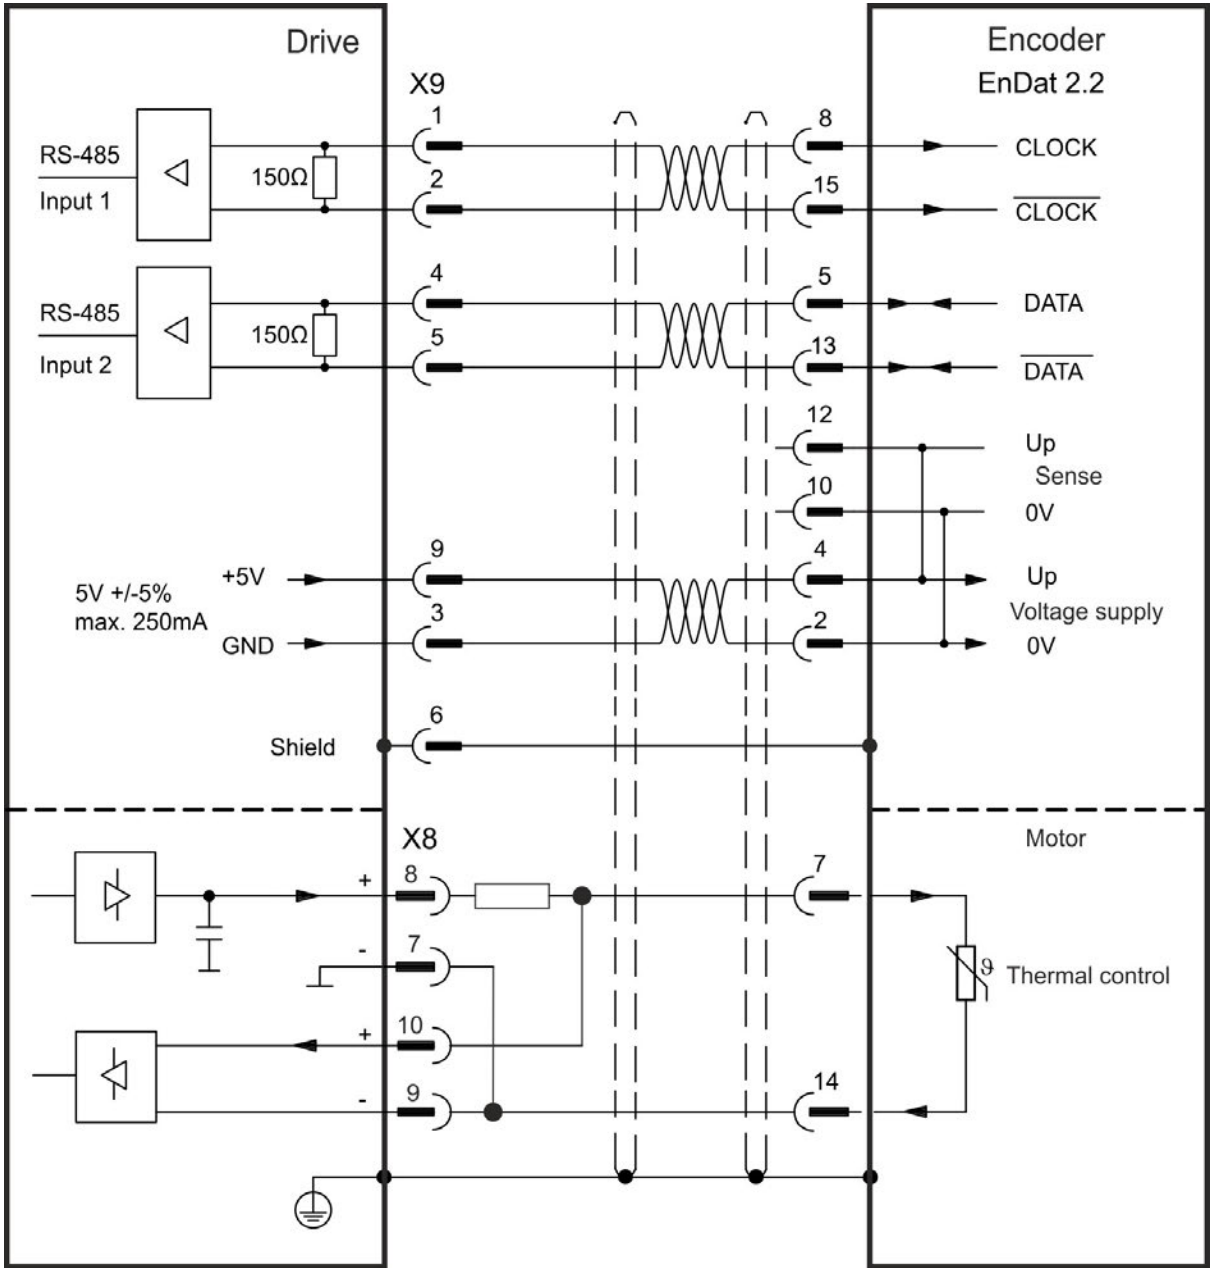 Drive
Encoder
EnDat 2.2
X9
1
8
RS-485
150Ω
CLOCK
Input 1
2
15
CLOCK
4
5
RS-485
150Ω
DATA
Input 2
5
13
DATA
12
Up
Sense
10
0V
9
4
+5V
Up
5V +/-5%
max. 250mA
Voltage supply
3
2
GND
0V
6
Shield
X8
Motor
8
7
+
-
7
ϑ
Thermal control
+
10
-
9
14